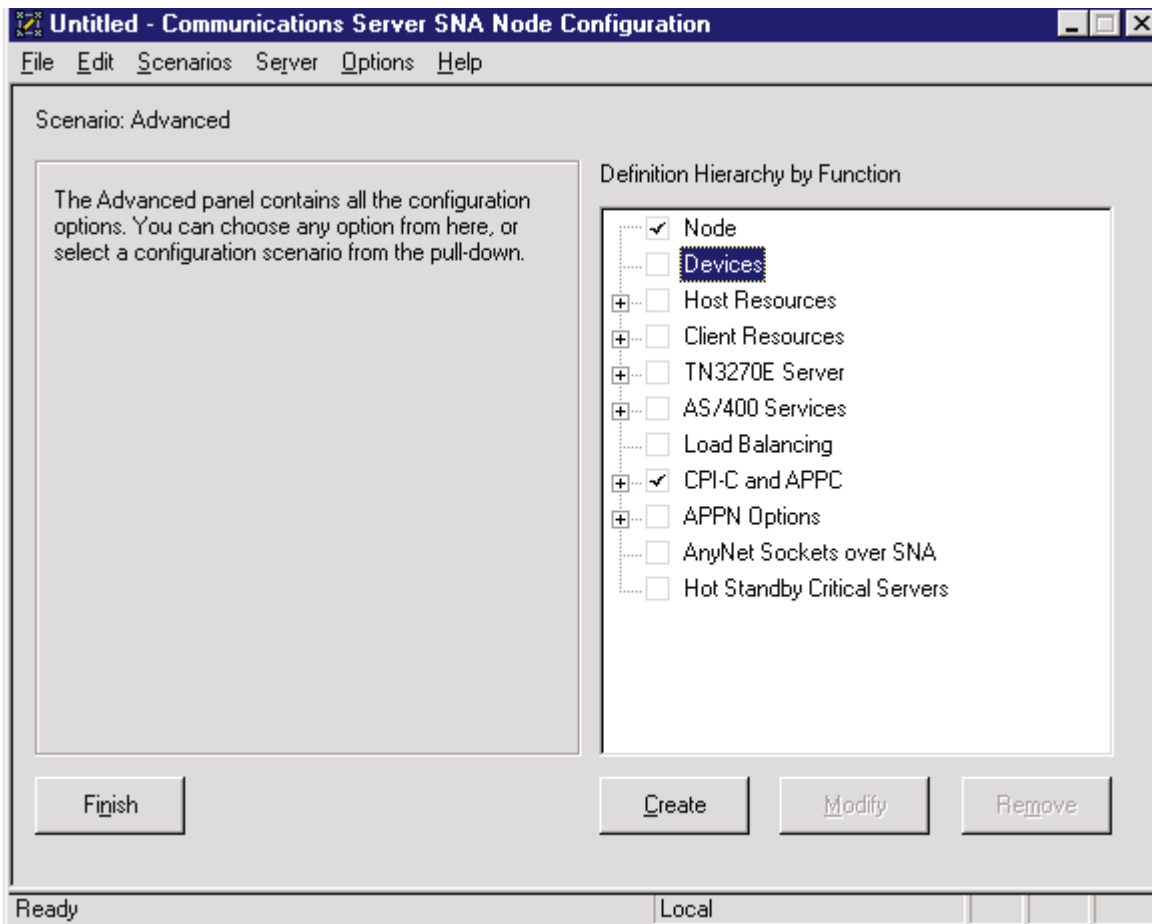 Untitled - Communications Server SNA Node Configuration
File Edit Scenarios Server Options Help
Scenario: Advanced
The Advanced panel contains all the configuration
options. You can choose any option from here, or
select a configuration scenario from the pull-down.
Definition Hierarchy by Function
Node
Devices
Host Resources
Client Resources
TN3270E Server
AS/400 Services
Load Balancing
CPI-C and APPC
APPN Options
AnyNet Sockets over SNA
Hot Standby Critical Servers
Finish
Create
Modify
Remove
Ready
Local